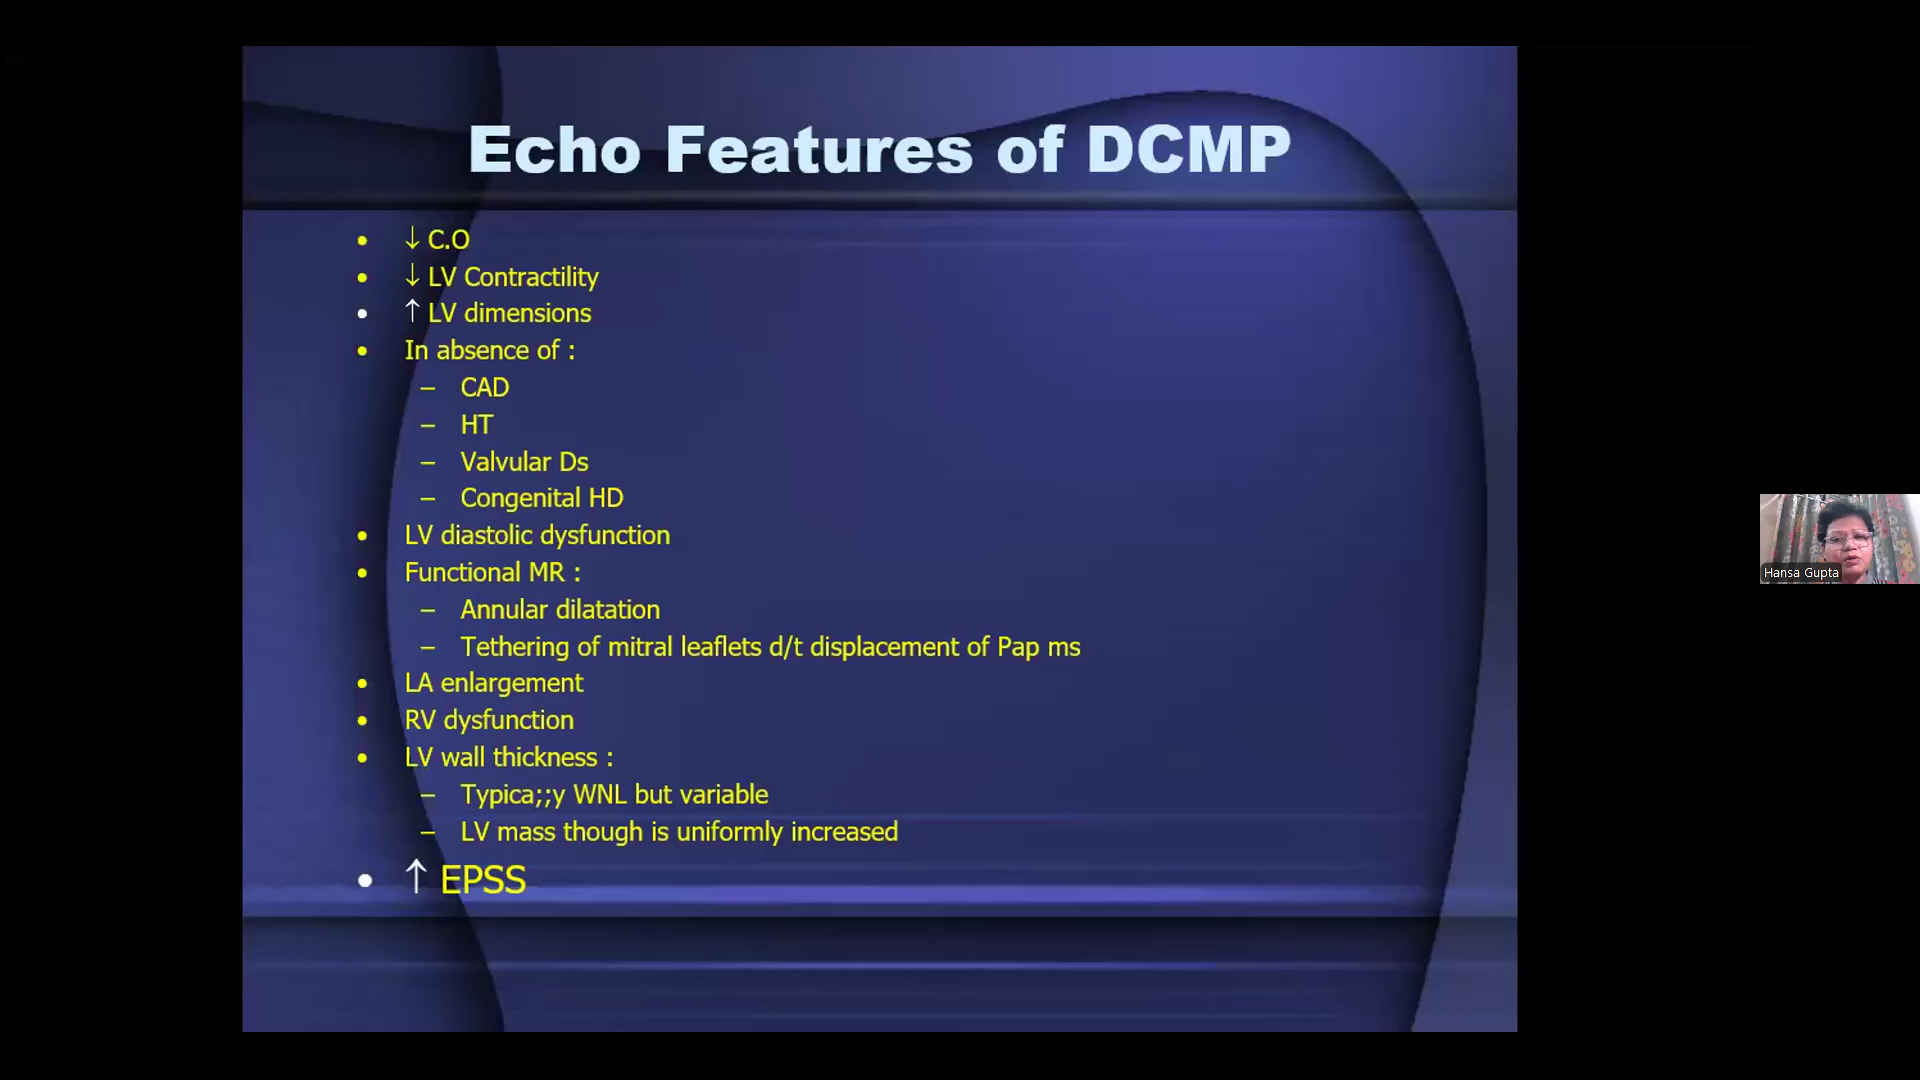 Echo Features of DCMP
• ↓ C.O
• ↓ LV Contractility
• ↑ LV dimensions
• In absence of :
– CAD
– HT
– Valvular Ds
– Congenital HD
• LV diastolic dysfunction
• Functional MR :
– Annular dilatation
– Tethering of mitral leaflets d/t displacement of Pap ms
• LA enlargement
• RV dysfunction
• LV wall thickness :
– Typica;;y WNL but variable
– LV mass though is uniformly increased
• ↑ EPSS
Hansa Gupta